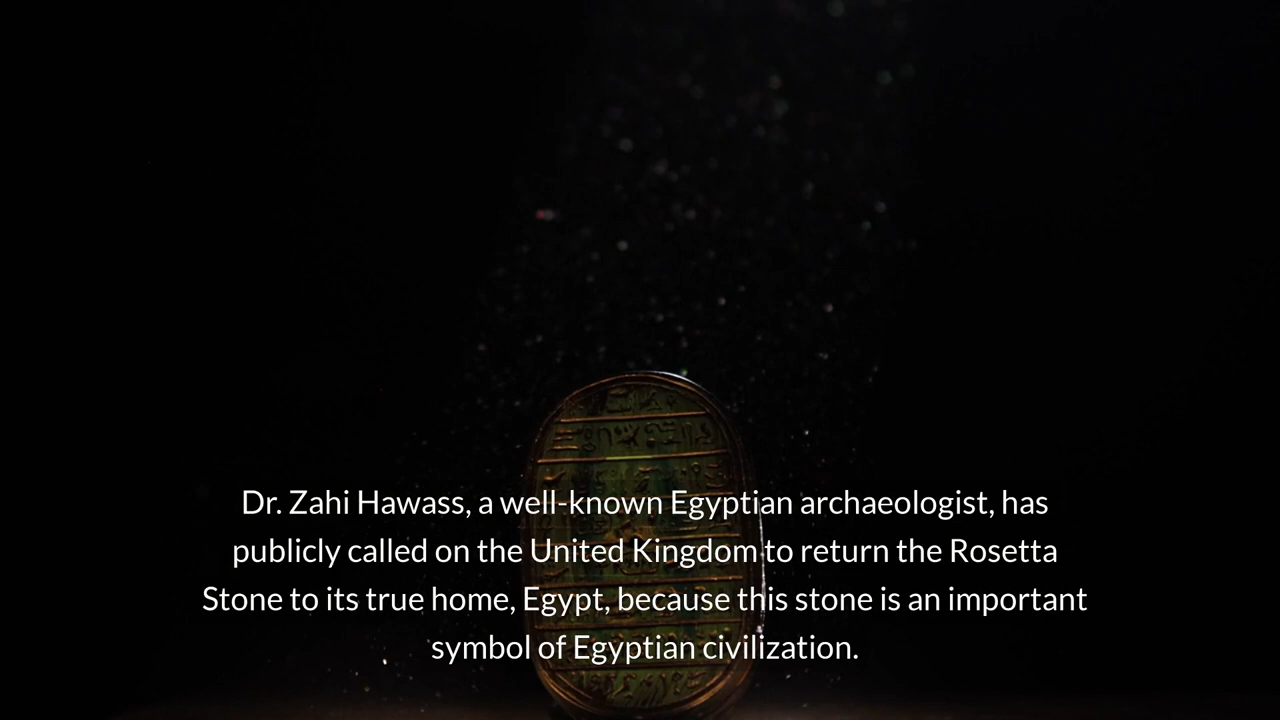 Dr. Zahi Hawass, a well-known Egyptian archaeologist, has
publicly called on the United Kingdom to return the Rosetta
Stone to its true home, Egypt, because this stone is an important
symbol of Egyptian civilization.